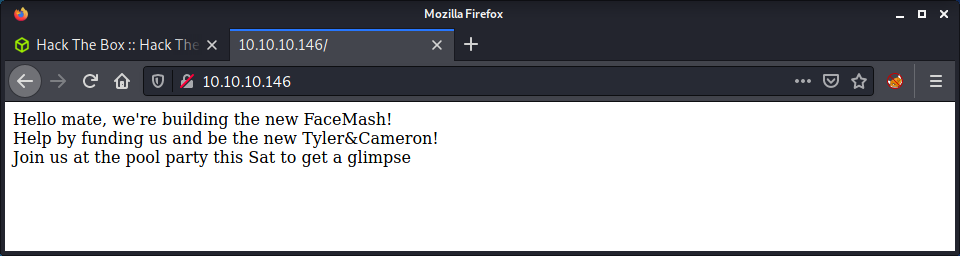 Mozilla Firefox
Hack The Box :: Hack The
10.10.10.146/
10.10.10.146
Hello mate, we're building the new FaceMash!
Help by funding us and be the new Tyler&Cameron!
Join us at the pool party this Sat to get a glimpse